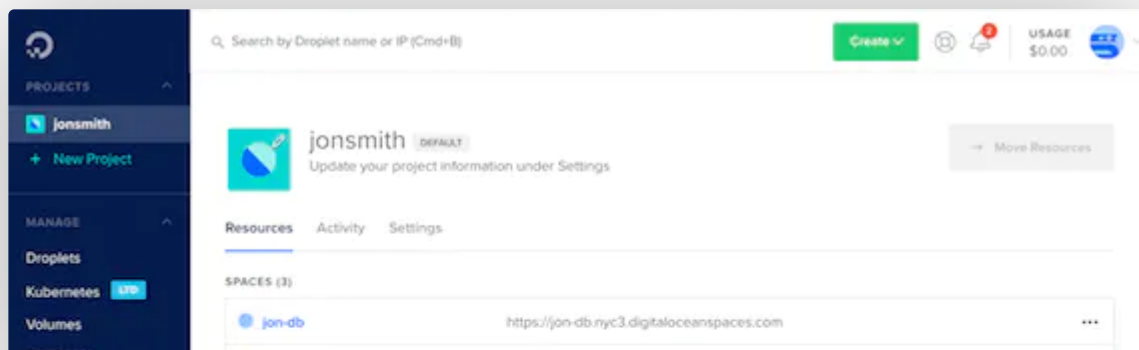 Search by Droplet name or IP (Cmd+B)
Create
2
USAGE
$0.00
PROJECTS
jonsmith
+ New Project
MANAGE
Droplets
Kubernetes LTD
Volumes
jonsmith DEFAULT
Update your project information under Settings
→ Move Resources
Resources Activity Settings
SPACES (3)
jon-db https://jon-db.nyc3.digitaloceanspaces.com ...